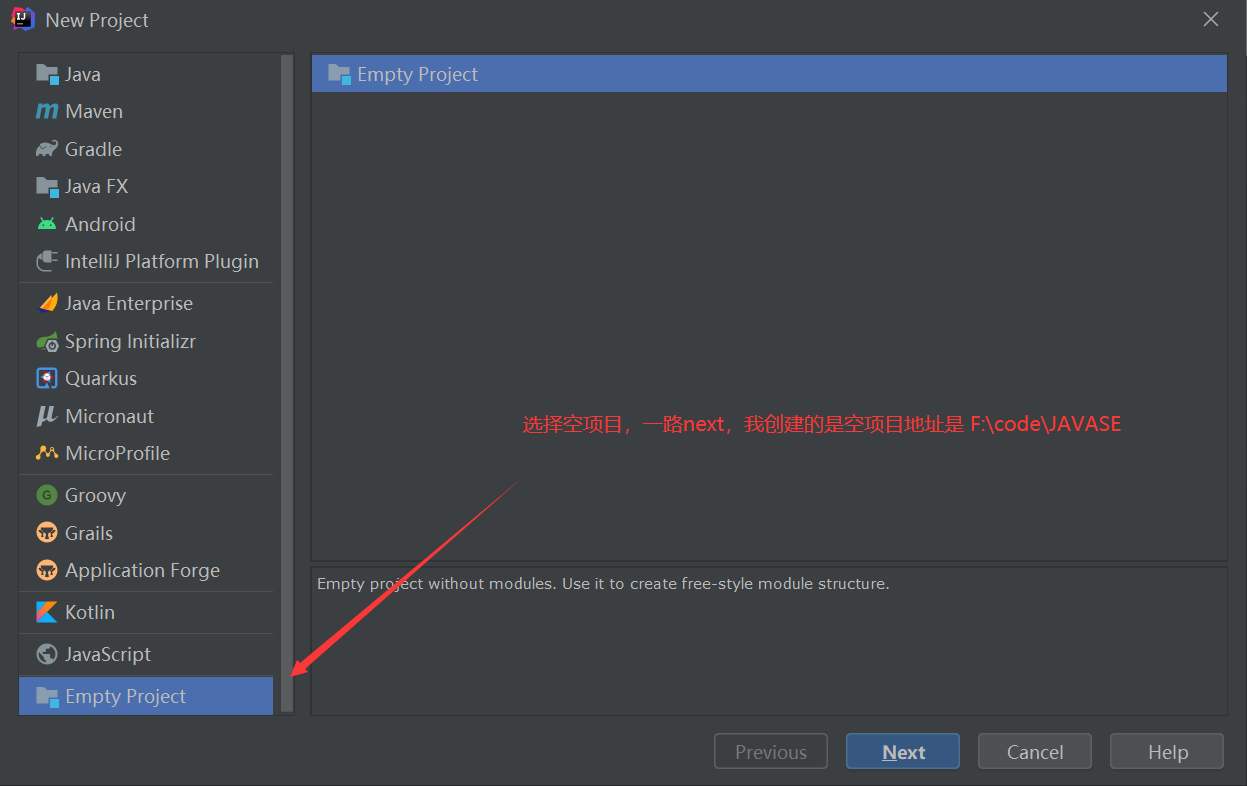 New Project
Java
Maven
Gradle
Java FX
Android
IntelliJ Platform Plugin
Java Enterprise
Spring Initializr
Quarkus
Micronaut
MicroProfile
Groovy
Grails
Application Forge
Kotlin
JavaScript
Empty Project
Empty Project
选择空项目，一路next，我创建的是空项目地址是 F:\code\JAVASE
Empty project without modules. Use it to create free-style module structure.
Previous
Next
Cancel
Help